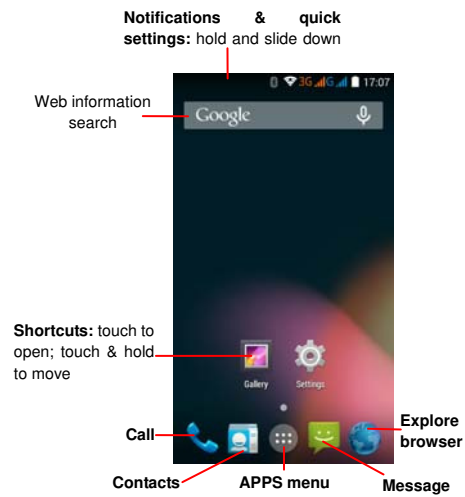 Notifications & quick
settings: hold and slide down
3G G 17:07
Web information
search
Google
Shortcuts: touch to
open; touch & hold
to move
Gallery Settings
Call
Explore
browser
Contacts
APPS menu
Message